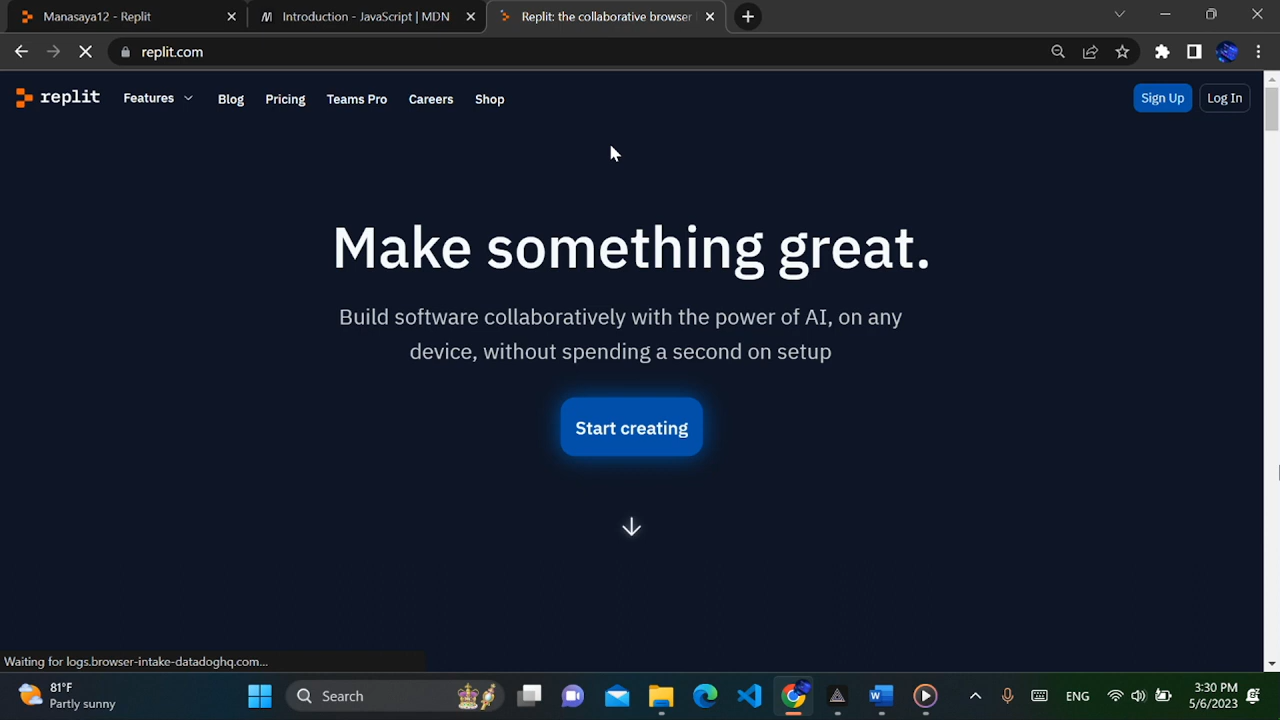 Manasaya12 - Replit
Introduction - JavaScript | MDN
Replit: the collaborative browser
replit.com
replit
Features
Blog
Pricing
Teams Pro
Careers
Shop
Sign Up
Log In
Make something great.
Build software collaboratively with the power of AI, on any
device, without spending a second on setup
Start creating
Waiting for logs.browser-intake-datadoghq.com...
81°F
Partly sunny
Search
ENG
3:30 PM
5/6/2023